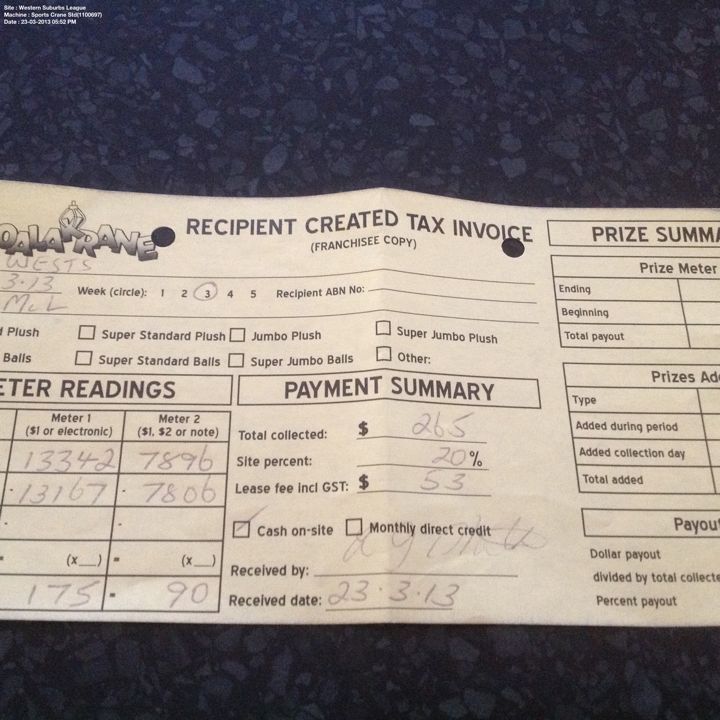 Site : Western Suburbs League
Machine : Sports Crane Std(1100697)
Date : 23-03-2013 05:52 PM
OALA KRANE
RECIPIENT CREATED TAX INVOICE
(FRANCHISEE COPY)
WESTS
3.13
Week (circle): 1 2 3 4 5 Recipient ABN No:
McL
d Plush Super Standard Plush Jumbo Plush Super Jumbo Plush
Balls Super Standard Balls Super Jumbo Balls Other:
ETER READINGS
Meter 1 Meter 2
($1 or electronic) ($1, $2 or note)
13342 7896
13167 7806
(x__) = (x__)
175 = 90
PAYMENT SUMMARY
Total collected: $ 265
Site percent: 20%
Lease fee incl GST: $ 53
Cash on-site Monthly direct credit
Received by:
Received date: 23.3.13
PRIZE SUMMA
Prize Meter
Ending
Beginning
Total payout
Prizes Add
Type
Added during period
Added collection day
Total added
Payou
Dollar payout
divided by total collecte
Percent payout